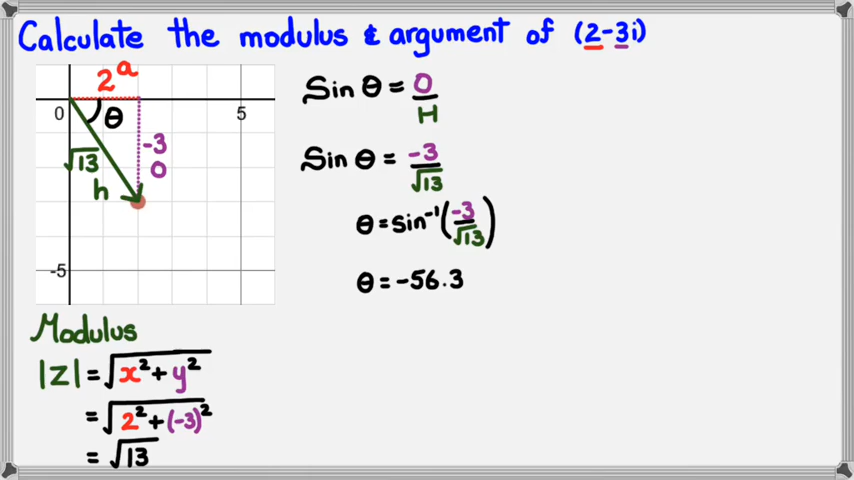 Calculate the modulus & argument of (2-3i)
2 a
0 θ 5
-3
√13 o
h
-5
Sin θ = O/H
Sin θ = -3/√13
θ = sin⁻¹(-3/√13)
θ = -56.3
Modulus
|z| = √x² + y²
= √2² + (-3)²
= √13